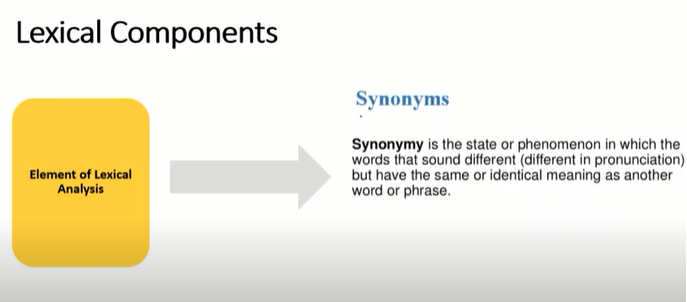 Lexical Components
Element of Lexical
Analysis
Synonyms
Synonymy is the state or phenomenon in which the
words that sound different (different in pronunciation)
but have the same or identical meaning as another
word or phrase.